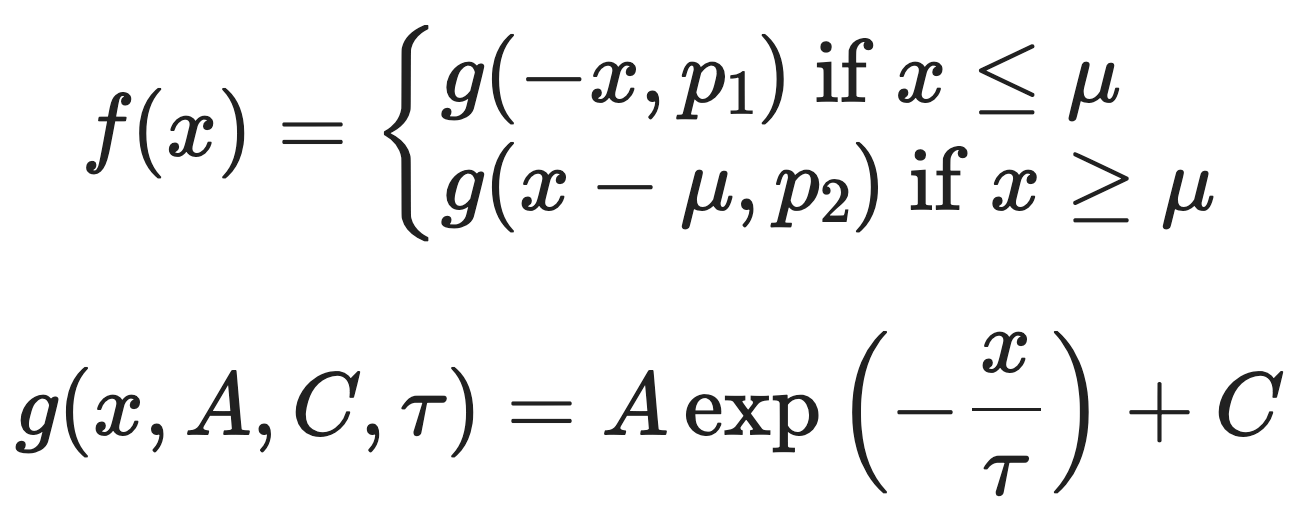 f(x) = { g(−x, p₁) if x ≤ μ
g(x − μ, p₂) if x ≥ μ
g(x, A, C, τ) = A exp(−x/τ) + C